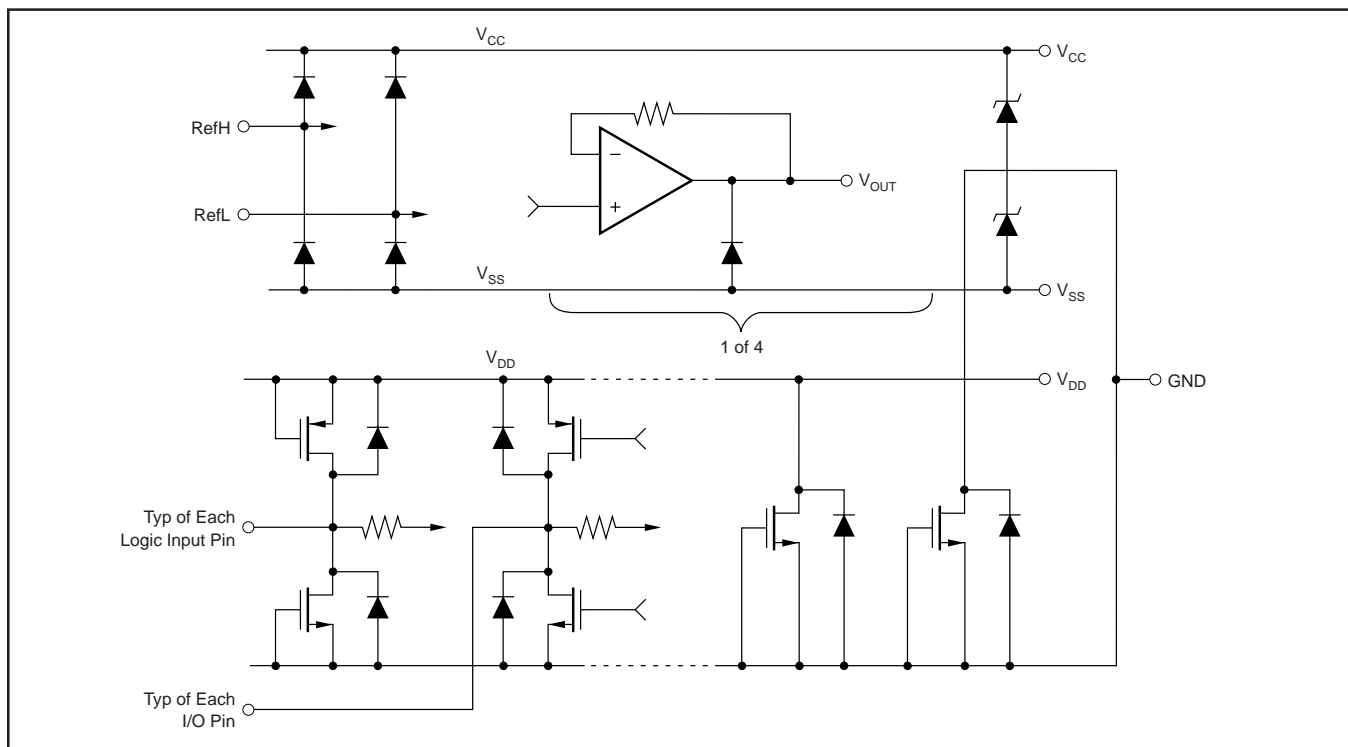 V_CC
V_CC
RefH
−
V_OUT
RefL
+
V_SS
V_SS
1 of 4
V_DD
V_DD
GND
Typ of Each
Logic Input Pin
Typ of Each
I/O Pin